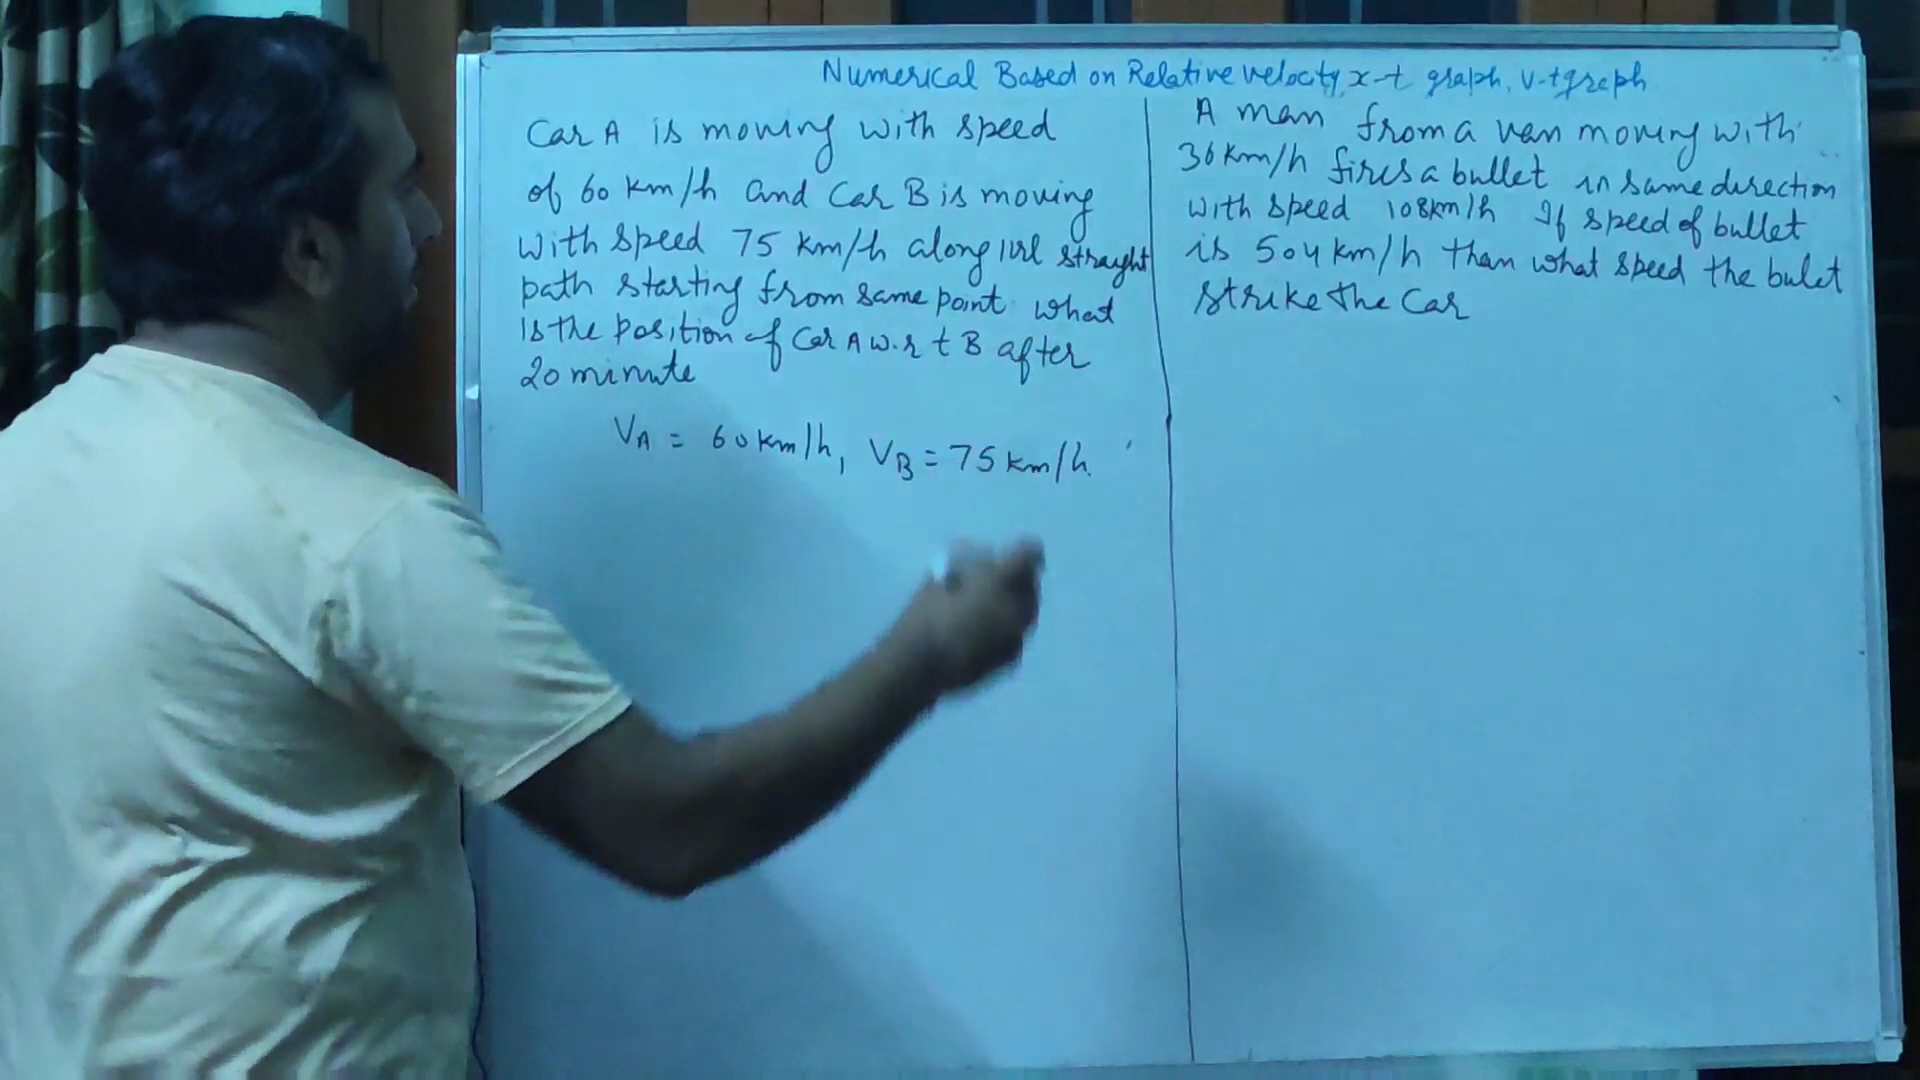 Numerical Based on Relative velocity, x-t graph, v-t graph
Car A is moving with speed
of 60 km/h and Car B is moving
with speed 75 km/h along llel straught
path starting from same point what
is the position of Car A w.r t B after
20 minute
VA = 60 km/h, VB = 75 km/h.
A man from a van moving with
36 km/h fires a bullet in same direction
with speed 108 km/h If speed of bullet
is 504 km/h than what speed the bulet
strike the Car